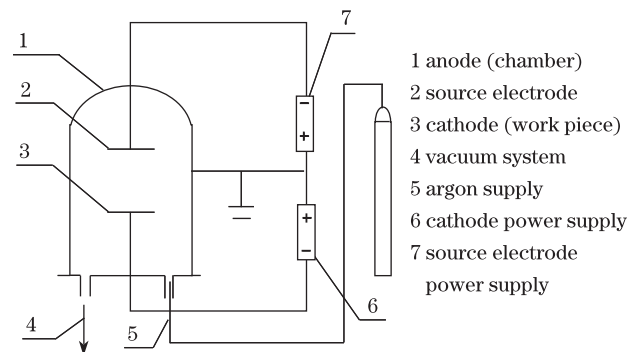 7
1
2
3
4
5
6
−
+
+
−
1 anode (chamber)
2 source electrode
3 cathode (work piece)
4 vacuum system
5 argon supply
6 cathode power supply
7 source electrode
power supply